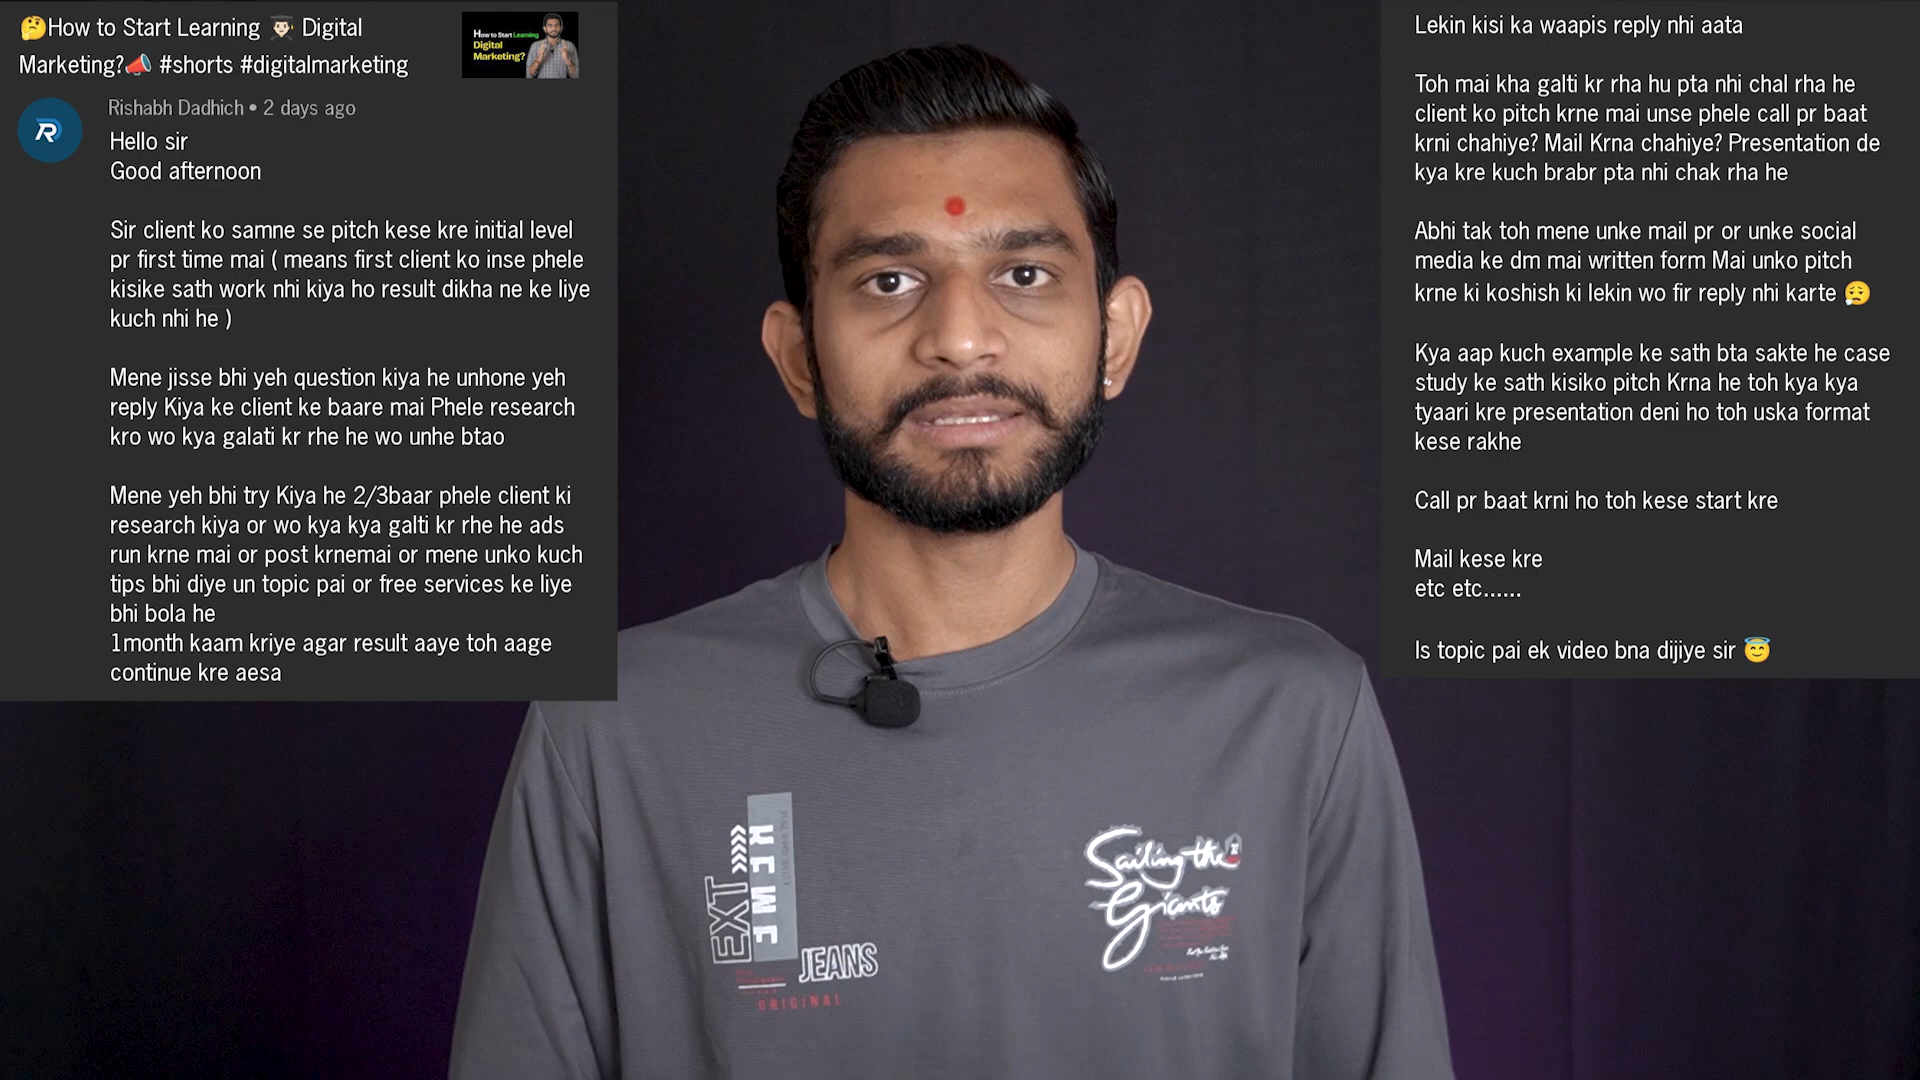 🤔How to Start Learning 👨🏻‍🎓 Digital
Marketing?📣 #shorts #digitalmarketing
How to Start Learning
Digital
Marketing?
Rishabh Dadhich • 2 days ago
Hello sir
Good afternoon
Sir client ko samne se pitch kese kre initial level
pr first time mai ( means first client ko inse phele
kisike sath work nhi kiya ho result dikha ne ke liye
kuch nhi he )
Mene jisse bhi yeh question kiya he unhone yeh
reply Kiya ke client ke baare mai Phele research
kro wo kya galati kr rhe he wo unhe btao
Mene yeh bhi try Kiya he 2/3baar phele client ki
research kiya or wo kya kya galti kr rhe he ads
run krne mai or post krnemai or mene unko kuch
tips bhi diye un topic pai or free services ke liye
bhi bola he
1month kaam kriye agar result aaye toh aage
continue kre aesa
Lekin kisi ka waapis reply nhi aata
Toh mai kha galti kr rha hu pta nhi chal rha he
client ko pitch krne mai unse phele call pr baat
krni chahiye? Mail Krna chahiye? Presentation de
kya kre kuch brabr pta nhi chak rha he
Abhi tak toh mene unke mail pr or unke social
media ke dm mai written form Mai unko pitch
krne ki koshish ki lekin wo fir reply nhi karte 😮‍💨
Kya aap kuch example ke sath bta sakte he case
study ke sath kisiko pitch Krna he toh kya kya
tyaari kre presentation deni ho toh uska format
kese rakhe
Call pr baat krni ho toh kese start kre
Mail kese kre
etc etc......
Is topic pai ek video bna dijiye sir 😇
EXT
KEWE
JEANS
ORIGINAL
Sailing the
Giants